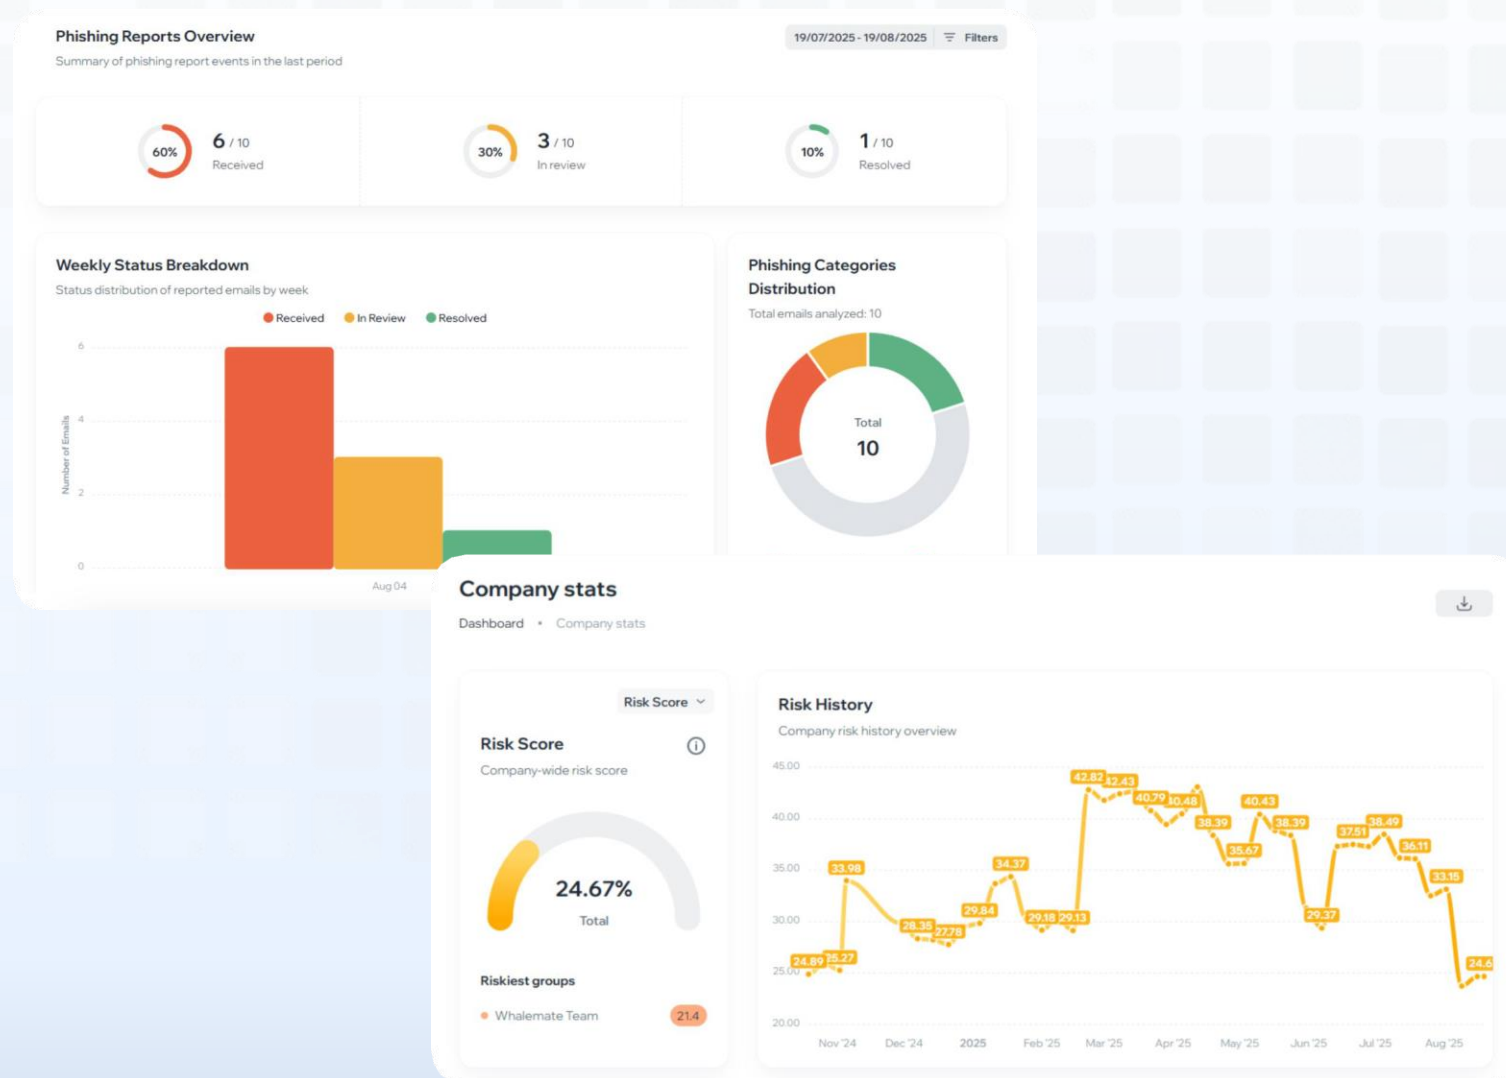 Phishing Reports Overview
19/07/2025 - 19/08/2025
Filters
Summary of phishing report events in the last period
60%
6 / 10
Received
30%
3 / 10
In review
10%
1 / 10
Resolved
Weekly Status Breakdown
Status distribution of reported emails by week
Received
In Review
Resolved
Number of Emails
6
4
2
0
Aug 04
Phishing Categories
Distribution
Total emails analyzed: 10
Total
10
Company stats
Dashboard • Company stats
Risk Score
Risk Score
Company-wide risk score
24.67%
Total
Riskiest groups
Whalemate Team
21.4
Risk History
Company risk history overview
45.00
40.00
35.00
30.00
25.00
20.00
24.89
25.27
33.98
28.35
27.78
29.84
34.37
29.18
29.13
42.82
42.43
40.79
40.48
38.39
35.67
40.43
38.39
29.37
37.51
38.49
36.11
33.15
24.6
Nov '24
Dec '24
2025
Feb '25
Mar '25
Apr '25
May '25
Jun '25
Jul '25
Aug '25